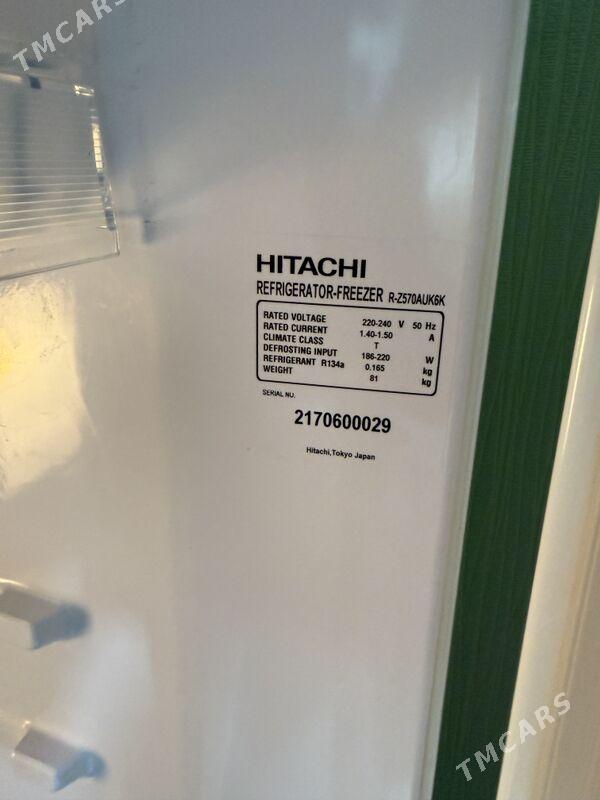 TMCARS
HITACHI
REFRIGERATOR-FREEZER R-Z570AUK6K
RATED VOLTAGE 220-240 V 50 Hz
RATED CURRENT 1.40-1.50 A
CLIMATE CLASS T
DEFROSTING INPUT 186-220 W
REFRIGERANT R134a 0.165 kg
WEIGHT 81 kg
SERIAL NO.
2170600029
Hitachi,Tokyo Japan
TMCARS